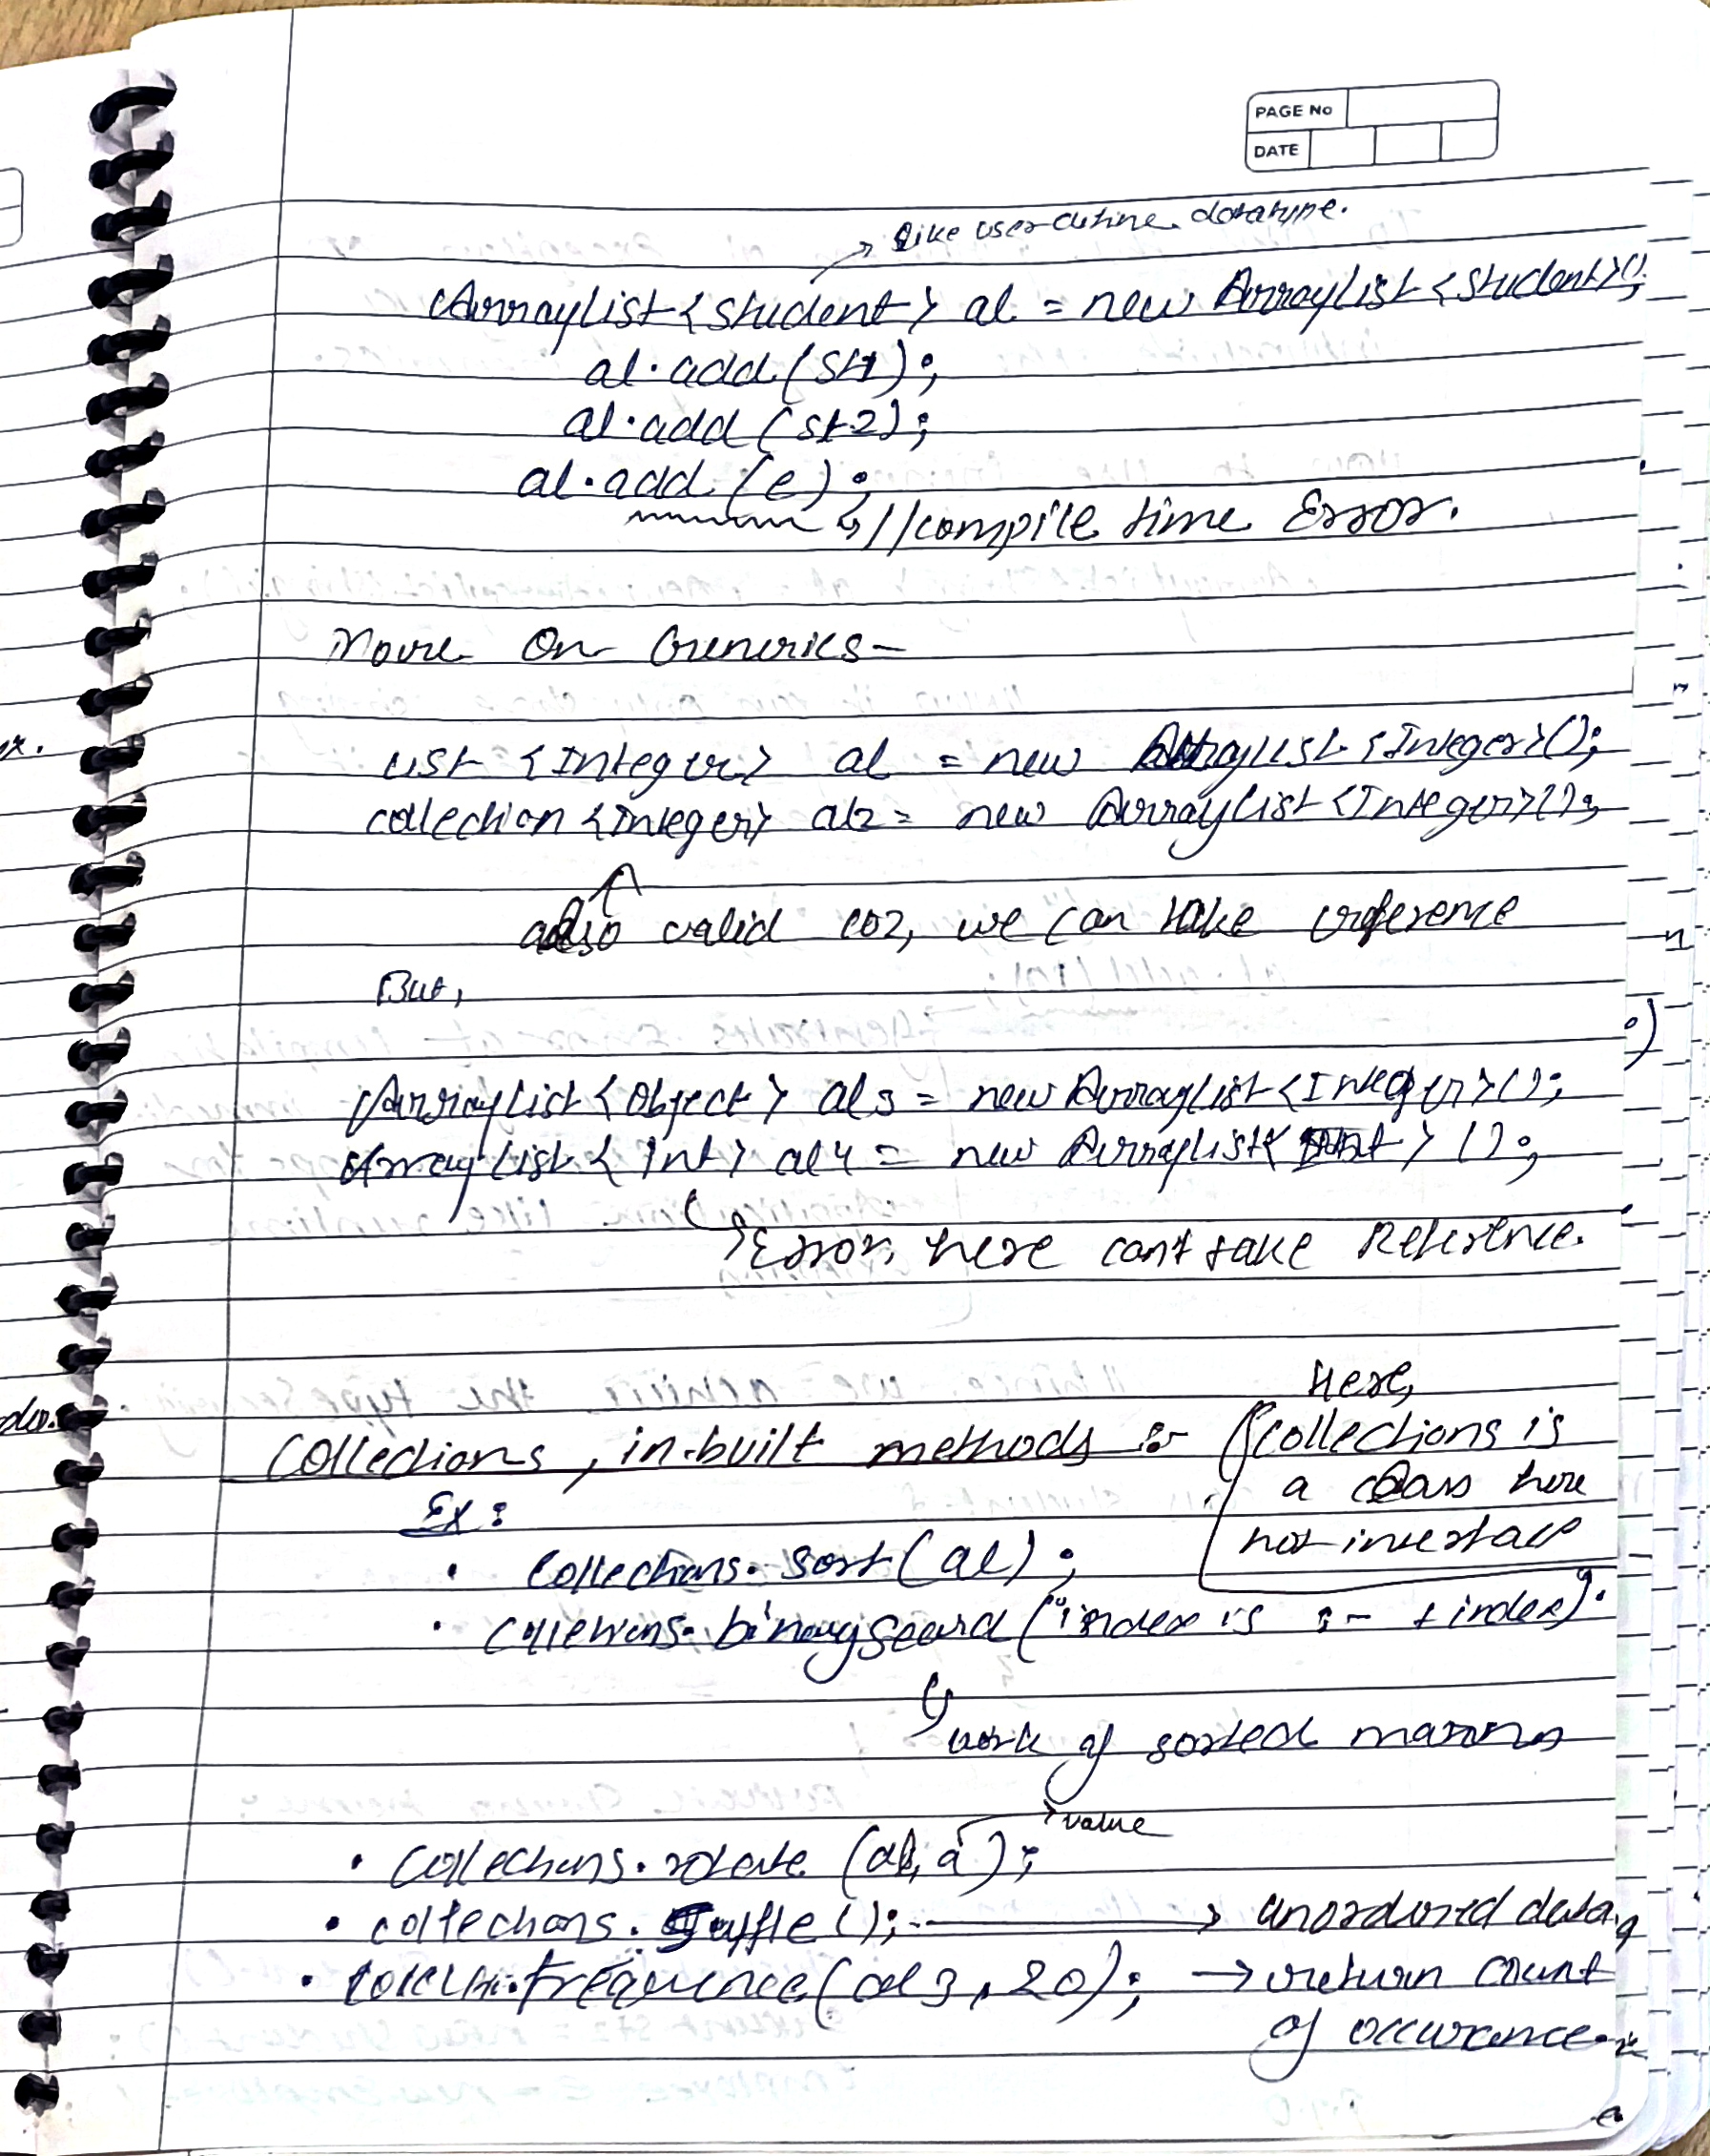 PAGE No
DATE
→ Like user-define datatype.
ArrayList<student> al = new ArrayList<student>();
al.add(st1);
al.add(st2);
al.add(e);
↳ //compile time Error.
More On Generics-
List <Integer> al = new ArrayList<Integer>();
collection <Integer> al2 = new ArrayList<Integer>();
also valid coz, we can take reference
But,
ArrayList<Object> al3 = new ArrayList<Integer>();
ArrayList< int> al4 = new ArrayList< int> ();
↳ Error, here can't take Reference.
Here,
Collections, in-built methods :- (collections is
Ex:
a class here
not interface
• Collections. sort(al);
• Collections. binarysearch("index is :- + index).
↳ work of sorted manner
→ value
• Collections.rotate (al, a);
• collections. Suffle (); → unordered data,
• Collectn.frequence(al3, 20); → return count
of occurance.